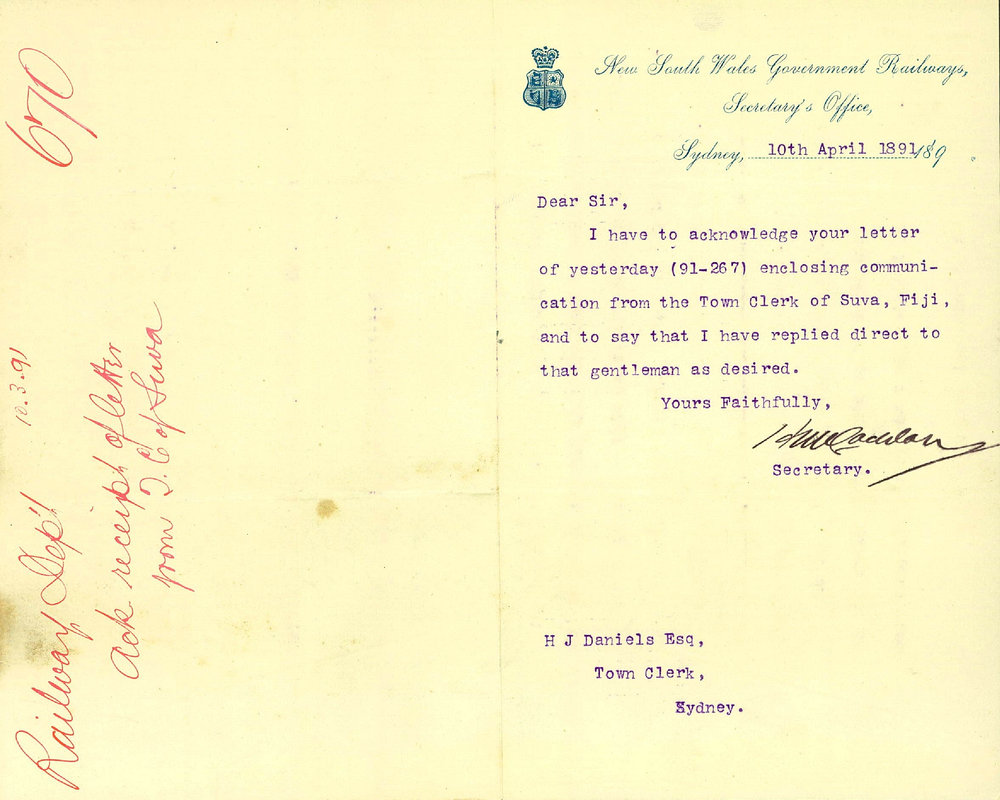 670
Railway Dep't 10.3.91
Ack receipt of letter
from T. C of Suva
New South Wales Government Railways,
Secretary's Office,
Sydney, 10th April 1891 189
Dear Sir,
I have to acknowledge your letter
of yesterday (91-267) enclosing communi-
cation from the Town Clerk of Suva, Fiji,
and to say that I have replied direct to
that gentleman as desired.
Yours Faithfully,
Secretary.
H J Daniels Esq,
Town Clerk,
Sydney.